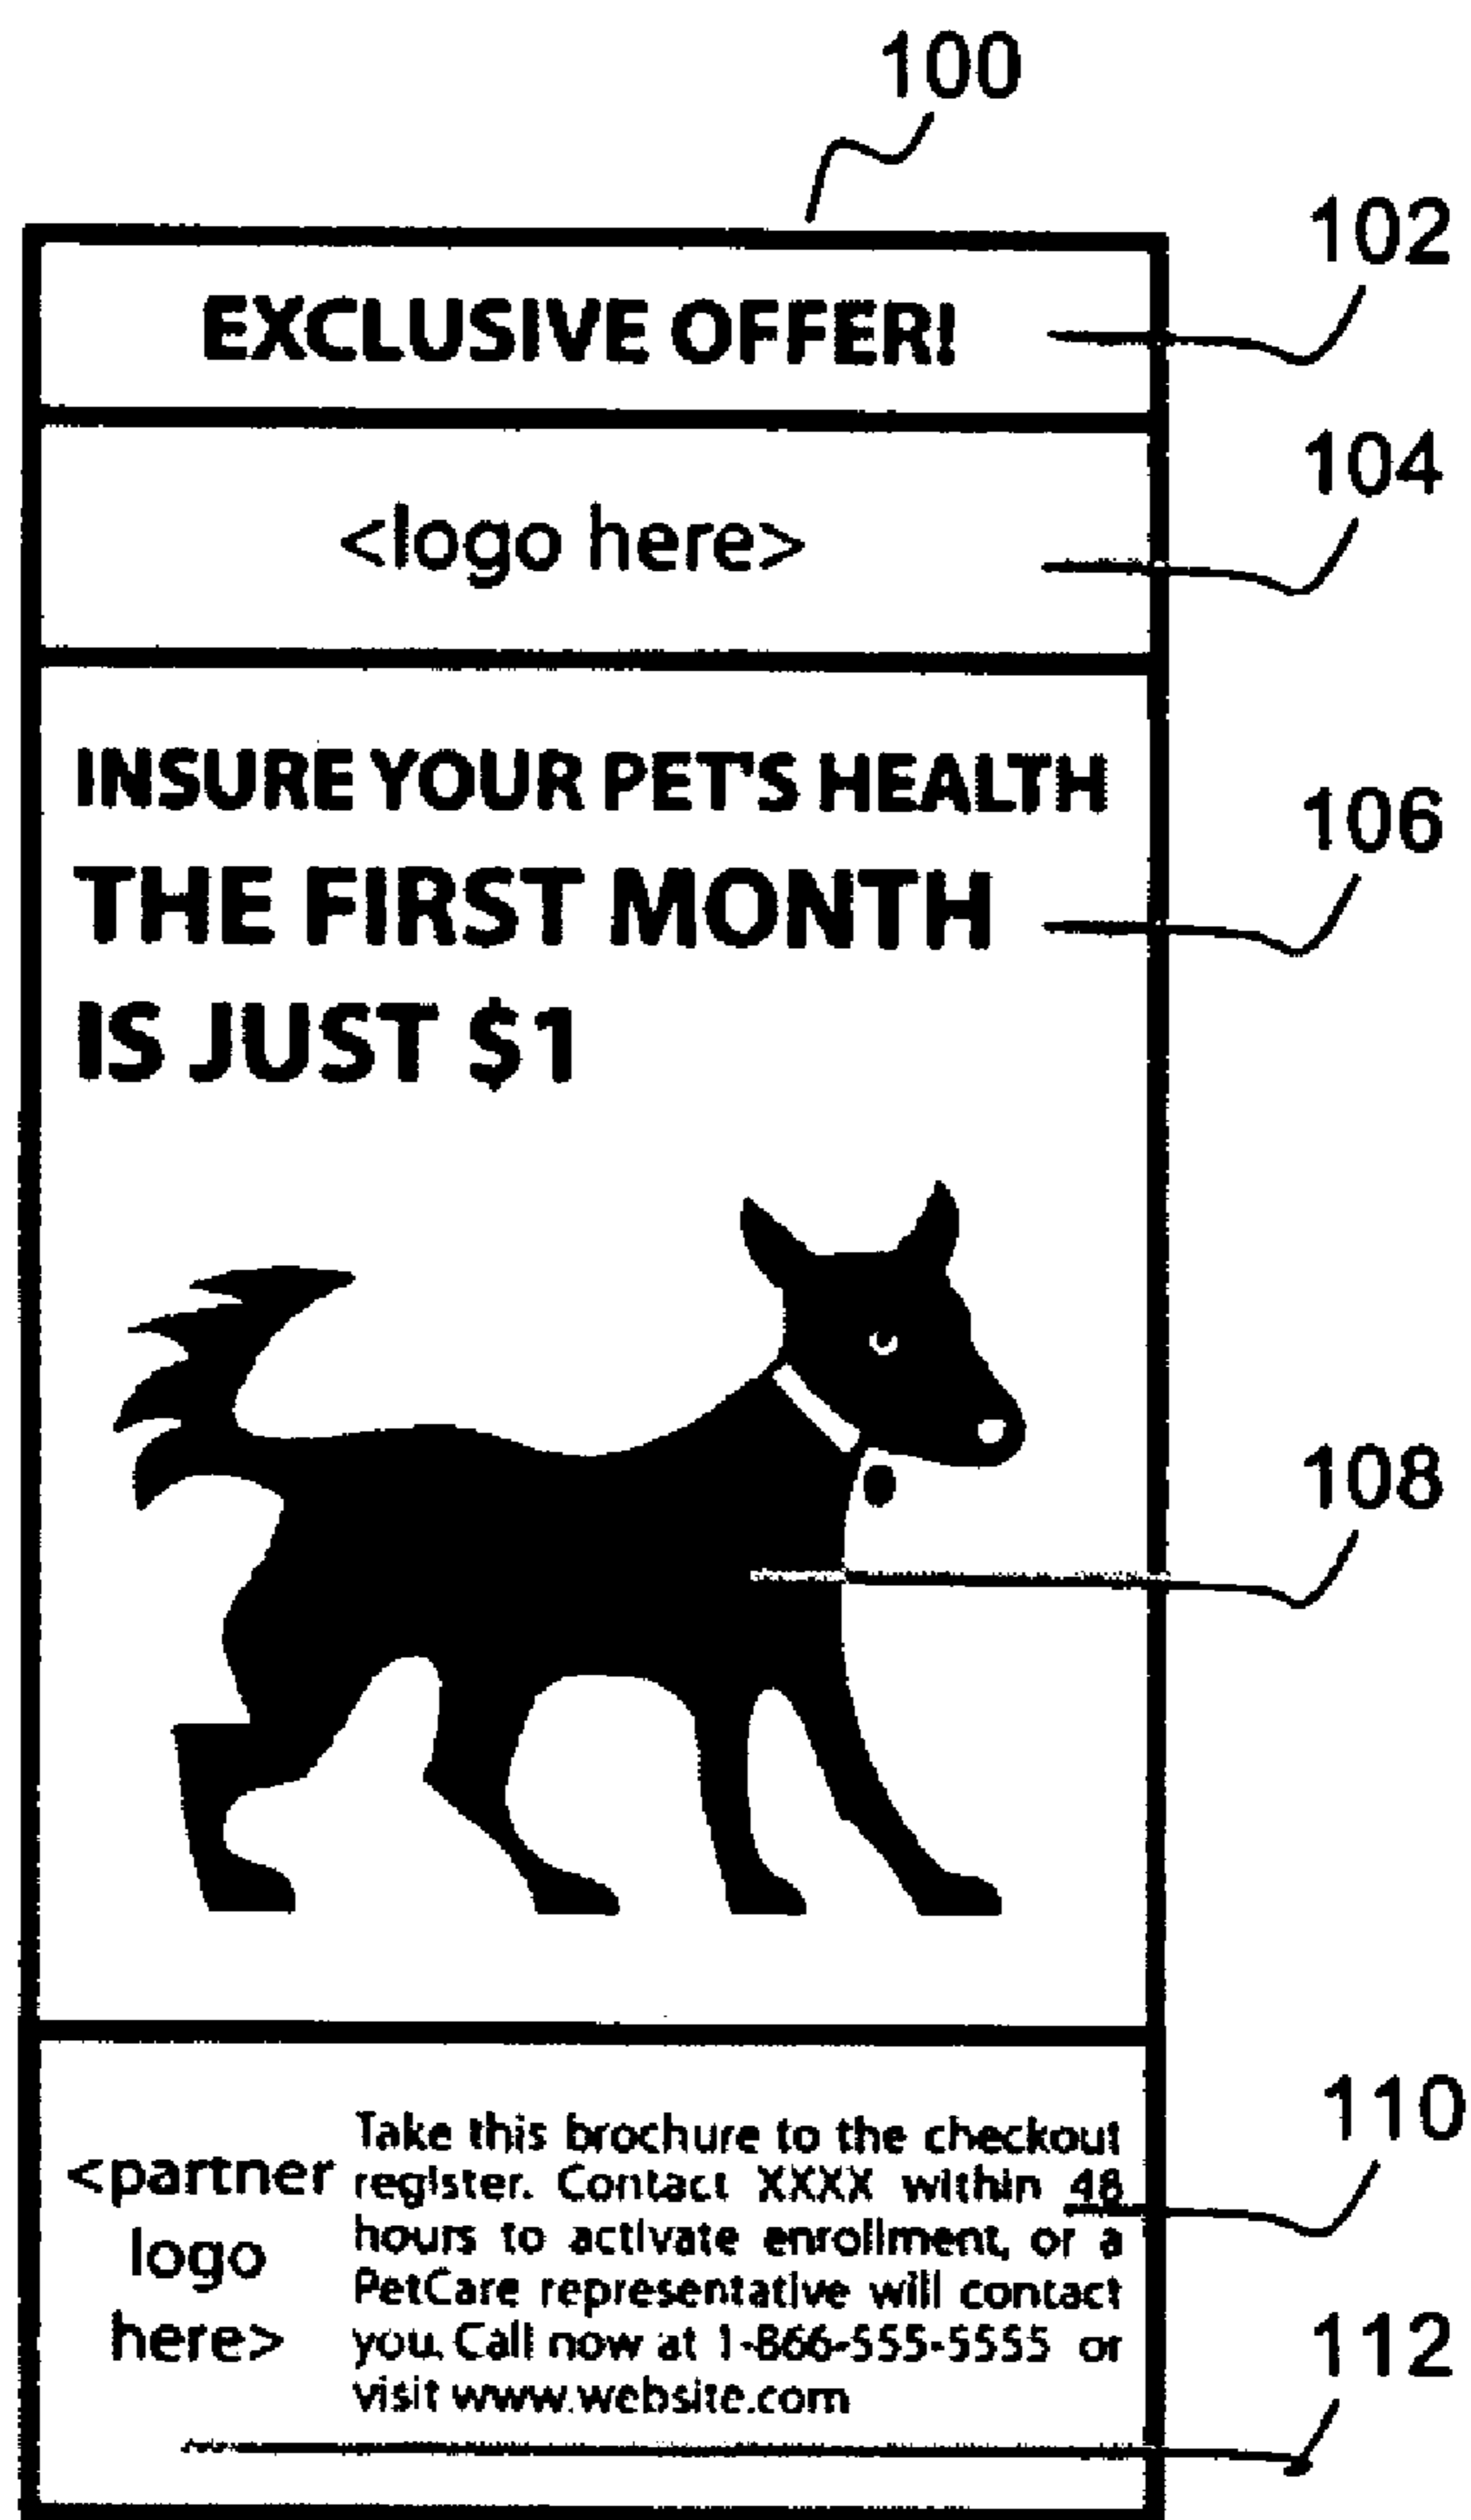 100
102
EXCLUSIVE OFFER!
104
<logo here>
INSURE YOUR PET'S HEALTH
106
THE FIRST MONTH
IS JUST $1
108
110
<partner
logo
here>
Take this brochure to the checkout
register. Contact XXXX within 48
hours to activate enrollment, or a
PetCare representative will contact
you. Call now at 1-866-555-5555 or
visit www.website.com
112